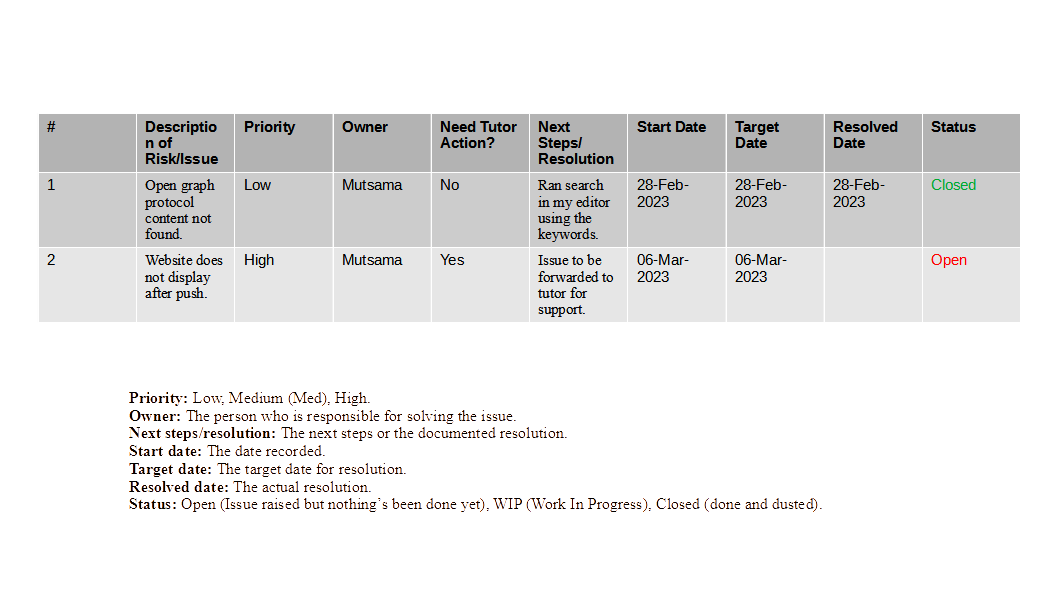 #
Descriptio
n of
Risk/Issue
Priority
Owner
Need Tutor
Action?
Next
Steps/
Resolution
Start Date
Target
Date
Resolved
Date
Status
1
Open graph
protocol
content not
found.
Low
Mutsama
No
Ran search
in my editor
using the
keywords.
28-Feb-
2023
28-Feb-
2023
28-Feb-
2023
Closed
2
Website does
not display
after push.
High
Mutsama
Yes
Issue to be
forwarded to
tutor for
support.
06-Mar-
2023
06-Mar-
2023
Open
Priority: Low, Medium (Med), High.
Owner: The person who is responsible for solving the issue.
Next steps/resolution: The next steps or the documented resolution.
Start date: The date recorded.
Target date: The target date for resolution.
Resolved date: The actual resolution.
Status: Open (Issue raised but nothing’s been done yet), WIP (Work In Progress), Closed (done and dusted).